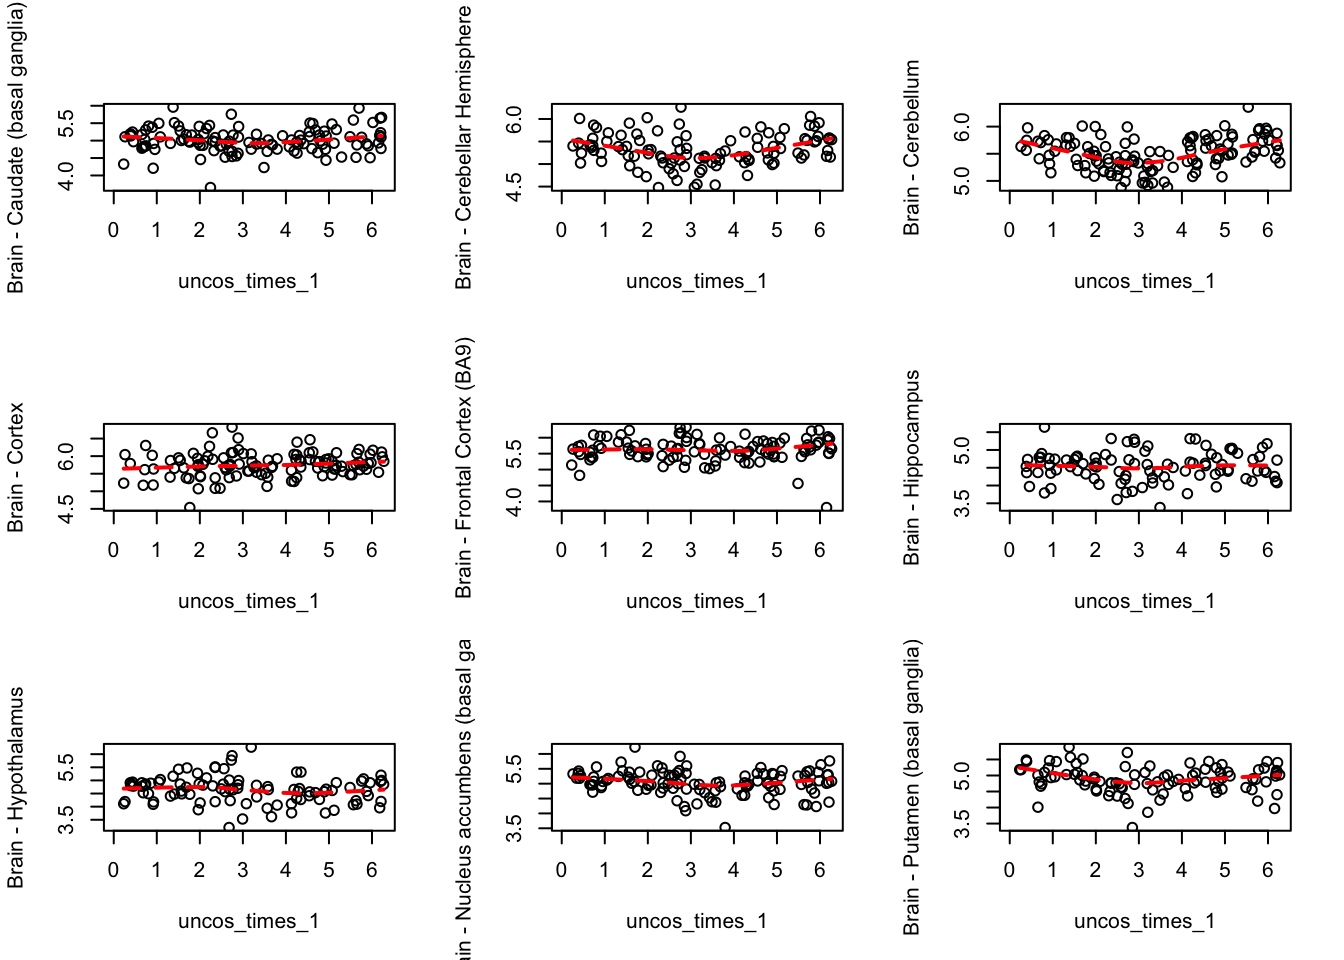 Brain - Caudate (basal ganglia)
4.0 5.5
0 1 2 3 4 5 6
uncos_times_1
Brain - Cerebellar Hemisphere
4.5 6.0
0 1 2 3 4 5 6
uncos_times_1
Brain - Cerebellum
5.0 6.0
0 1 2 3 4 5 6
uncos_times_1
Brain - Cortex
4.5 6.0
0 1 2 3 4 5 6
uncos_times_1
Brain - Frontal Cortex (BA9)
4.0 5.5
0 1 2 3 4 5 6
uncos_times_1
Brain - Hippocampus
3.5 5.0
0 1 2 3 4 5 6
uncos_times_1
Brain - Hypothalamus
3.5 5.5
0 1 2 3 4 5 6
uncos_times_1
ain - Nucleus accumbens (basal ga
3.5 5.5
0 1 2 3 4 5 6
uncos_times_1
Brain - Putamen (basal ganglia)
3.5 5.0
0 1 2 3 4 5 6
uncos_times_1